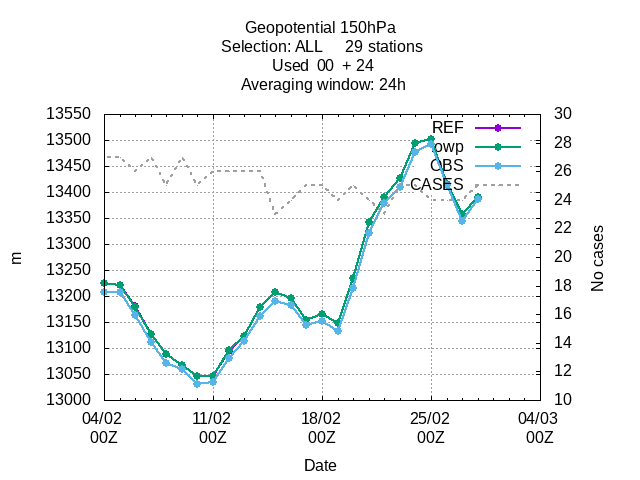 Geopotential 150hPa
Selection: ALL 29 stations
Used 00 + 24
Averaging window: 24h
13550
13500
13450
13400
13350
13300
13250
13200
13150
13100
13050
13000
m
30
28
26
24
22
20
18
16
14
12
10
No cases
REF
owp
OBS
CASES
04/02 11/02 18/02 25/02 04/03
00Z 00Z 00Z 00Z 00Z
Date